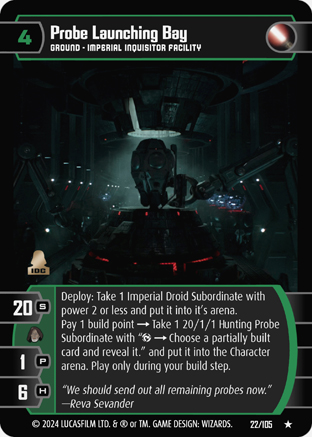 4
Probe Launching Bay
GROUND - IMPERIAL INQUISITOR FACILITY
IDC
20 S
1 P
6 H
Deploy: Take 1 Imperial Droid Subordinate with
power 2 or less and put it into it's arena.
Pay 1 build point → Take 1 20/1/1 Hunting Probe
Subordinate with “ → Choose a partially built
card and reveal it.” and put it into the Character
arena. Play only during your build step.
“We should send out all remaining probes now.”
—Reva Sevander
© 2024 LUCASFILM LTD. & ® or TM. GAME DESIGN: WIZARDS.
22/105 ★